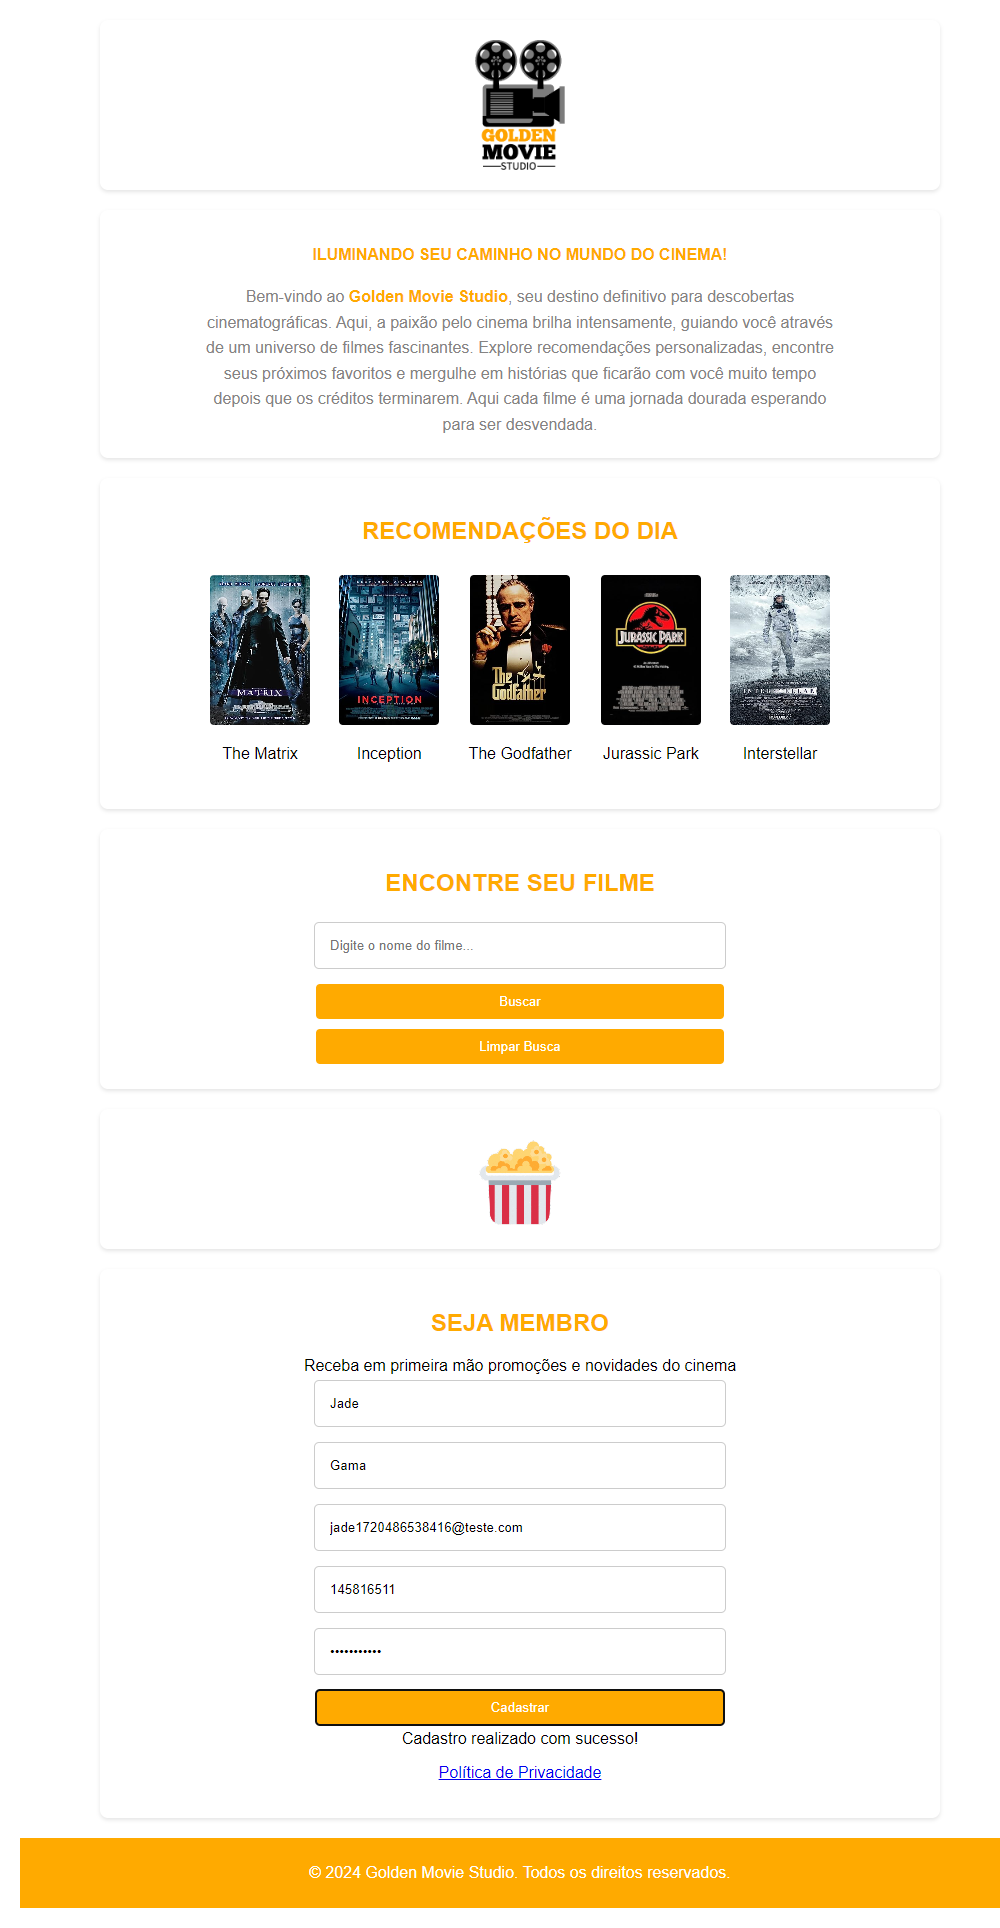 GOLDEN
MOVIE
STUDIO
ILUMINANDO SEU CAMINHO NO MUNDO DO CINEMA!
Bem-vindo ao Golden Movie Studio, seu destino definitivo para descobertas
cinematográficas. Aqui, a paixão pelo cinema brilha intensamente, guiando você através
de um universo de filmes fascinantes. Explore recomendações personalizadas, encontre
seus próximos favoritos e mergulhe em histórias que ficarão com você muito tempo
depois que os créditos terminarem. Aqui cada filme é uma jornada dourada esperando
para ser desvendada.
RECOMENDAÇÕES DO DIA
MATRIX
INCEPTION
The
Godfather
JURASSIC PARK
INTERSTELLAR
The Matrix
Inception
The Godfather
Jurassic Park
Interstellar
ENCONTRE SEU FILME
Digite o nome do filme...
Buscar
Limpar Busca
SEJA MEMBRO
Receba em primeira mão promoções e novidades do cinema
Jade
Gama
jade1720486538416@teste.com
145816511
•••••••••••
Cadastrar
Cadastro realizado com sucesso!
Política de Privacidade
© 2024 Golden Movie Studio. Todos os direitos reservados.